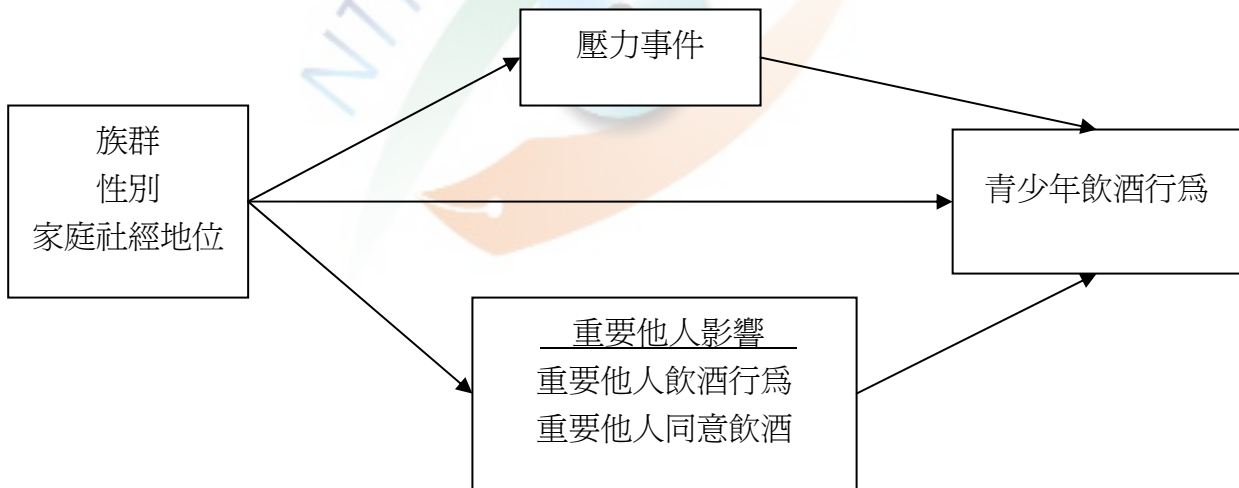 壓力事件
族群
性別
家庭社經地位
青少年飲酒行爲
重要他人影響
重要他人飲酒行爲
重要他人同意飲酒